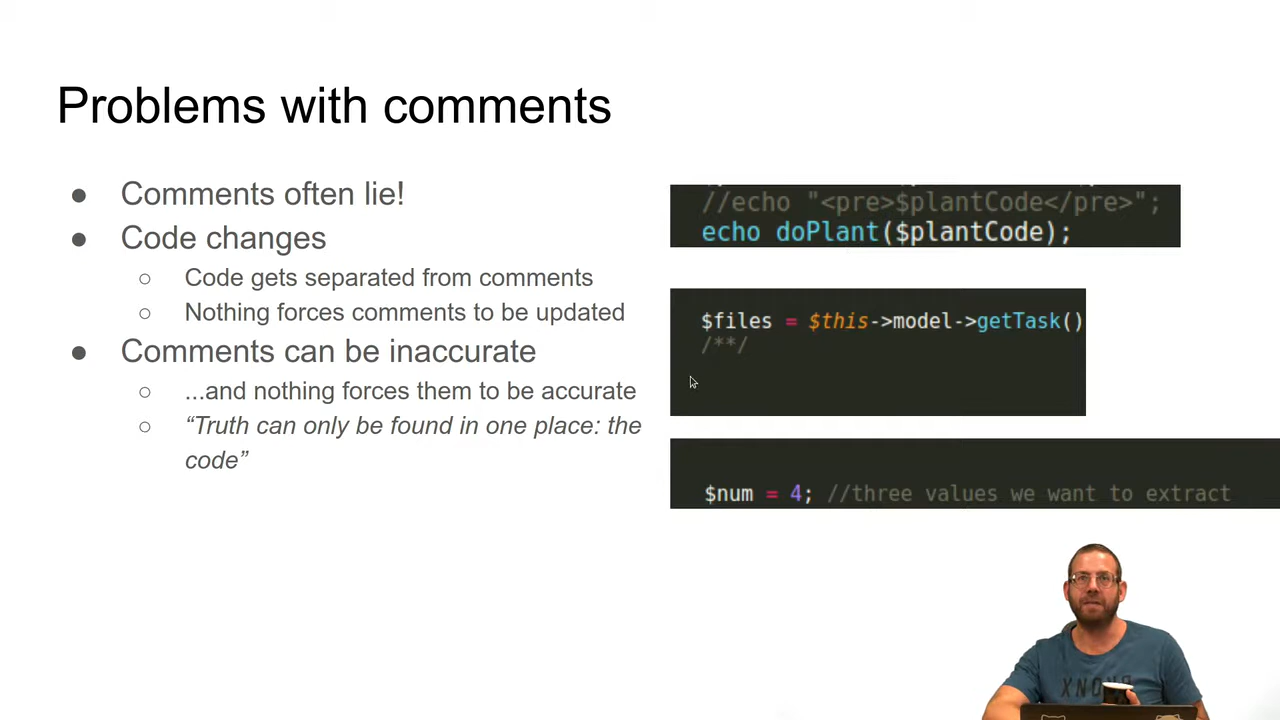 Problems with comments
● Comments often lie!
● Code changes
○ Code gets separated from comments
○ Nothing forces comments to be updated
● Comments can be inaccurate
○ ...and nothing forces them to be accurate
○ “Truth can only be found in one place: the
code”
//echo "<pre>$plantCode</pre>";
echo doPlant($plantCode);
$files = $this->model->getTask()
/**/
$num = 4; //three values we want to extract